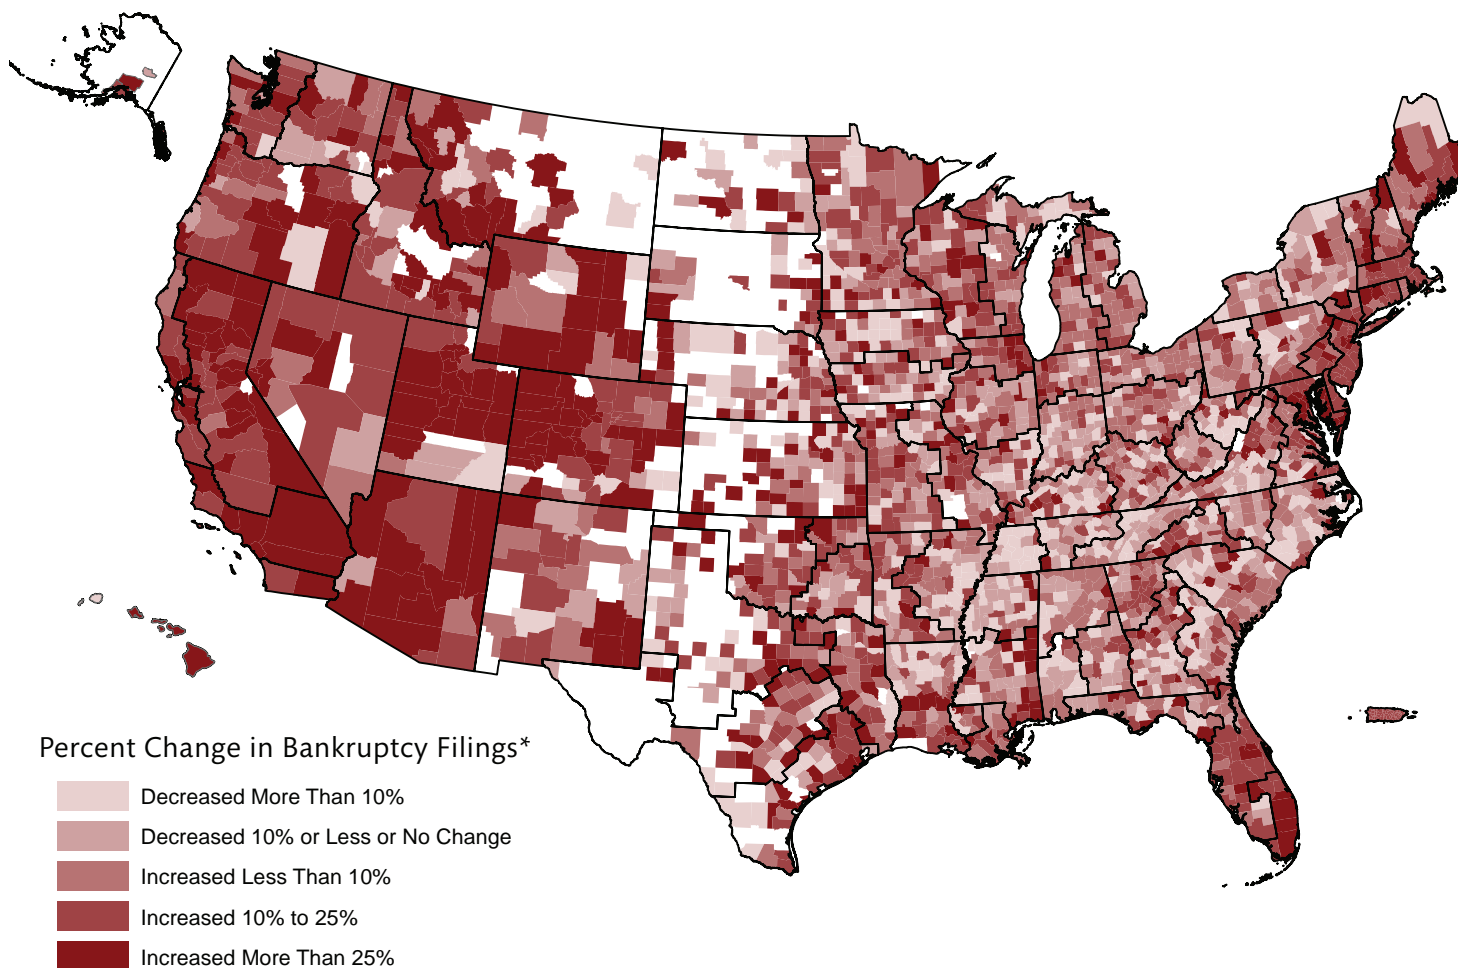 Percent Change in Bankruptcy Filings*
Decreased More Than 10%
Decreased 10% or Less or No Change
Increased Less Than 10%
Increased 10% to 25%
Increased More Than 25%